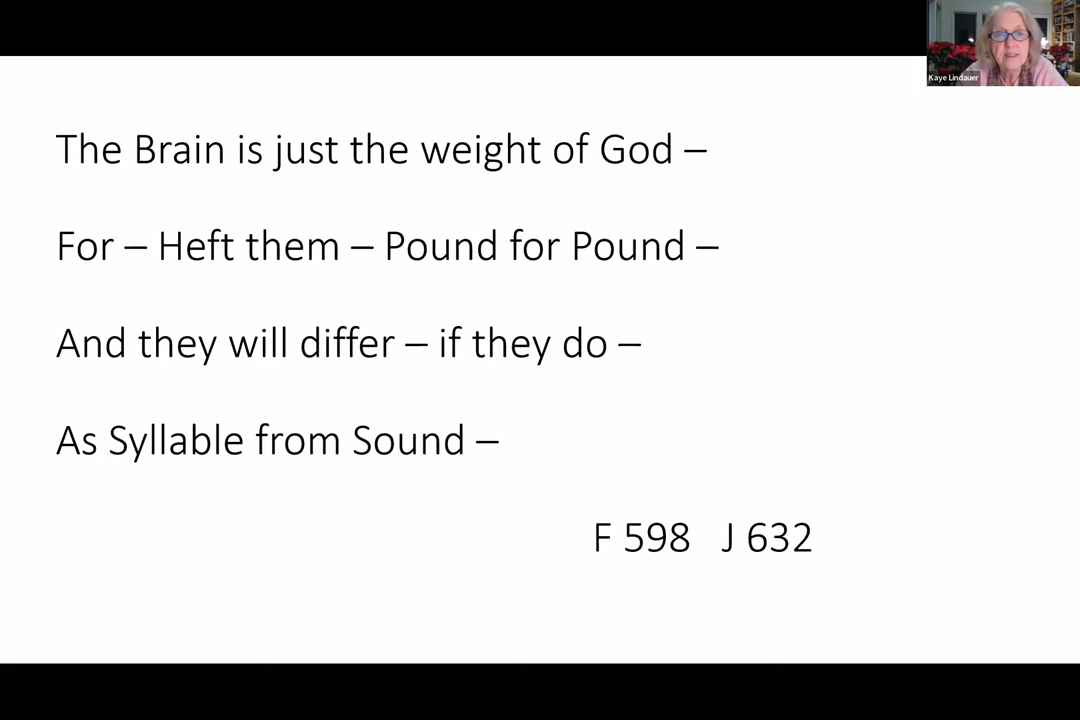 Kaye Lindauer
The Brain is just the weight of God –
For – Heft them – Pound for Pound –
And they will differ – if they do –
As Syllable from Sound –
F 598 J 632